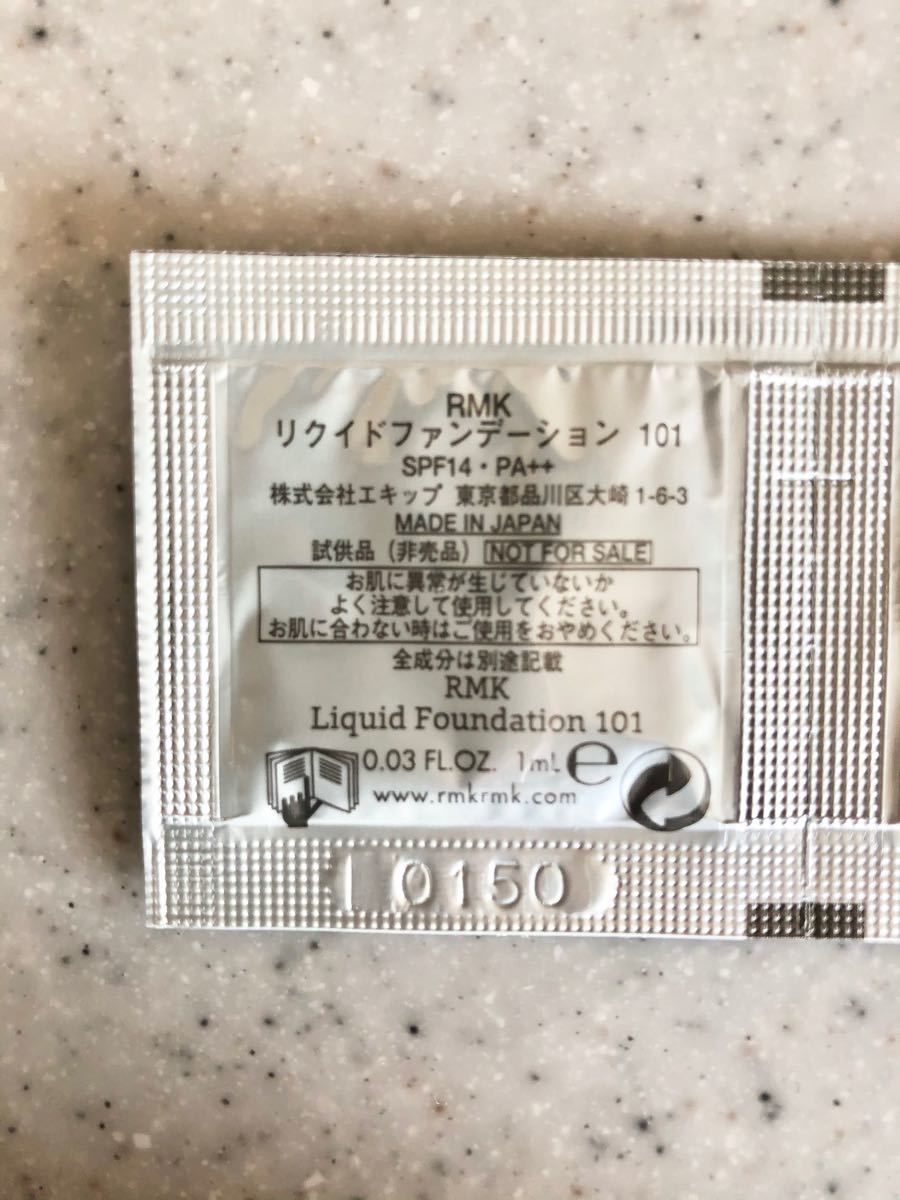 RMK
リクイドファンデーション 101
SPF14・PA++
株式会社エキップ 東京都品川区大崎1-6-3
MADE IN JAPAN
試供品（非売品） NOT FOR SALE
お肌に異常が生じていないか
よく注意して使用してください。
お肌に合わない時はご使用をおやめください。
全成分は別途記載
RMK
Liquid Foundation 101
0.03 FL.OZ. 1mL e
www.rmkrmk.com
0150